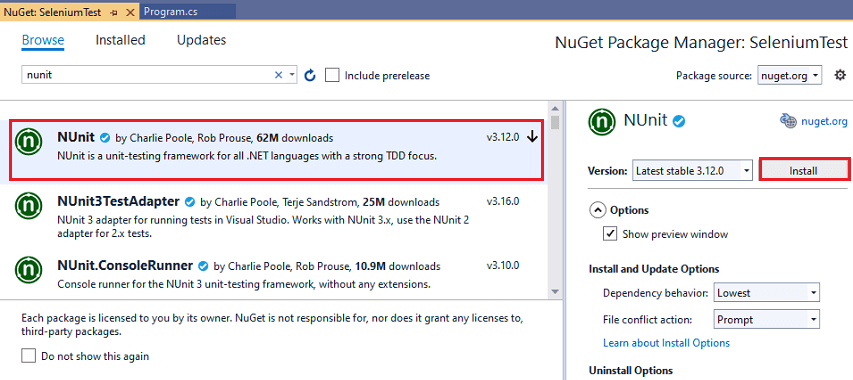 NuGet: SeleniumTest
Program.cs
Browse
Installed
Updates
NuGet Package Manager: SeleniumTest
nunit
Include prerelease
Package source:
nuget.org
NUnit
by Charlie Poole, Rob Prouse, 62M downloads
v3.12.0
NUnit is a unit-testing framework for all .NET languages with a strong TDD focus.
NUnit3TestAdapter
by Charlie Poole, Terje Sandstrom, 25M downloads
v3.16.0
NUnit 3 adapter for running tests in Visual Studio. Works with NUnit 3.x, use the NUnit 2
adapter for 2.x tests.
NUnit.ConsoleRunner
by Charlie Poole, Rob Prouse, 10.9M downloads
v3.10.0
Console runner for the NUnit 3 unit-testing framework, without any extensions.
Each package is licensed to you by its owner. NuGet is not responsible for, nor does it grant any licenses to,
third-party packages.
Do not show this again
NUnit
nuget.org
Version:
Latest stable 3.12.0
Install
Options
Show preview window
Install and Update Options
Dependency behavior:
Lowest
File conflict action:
Prompt
Learn about Install Options
Uninstall Options